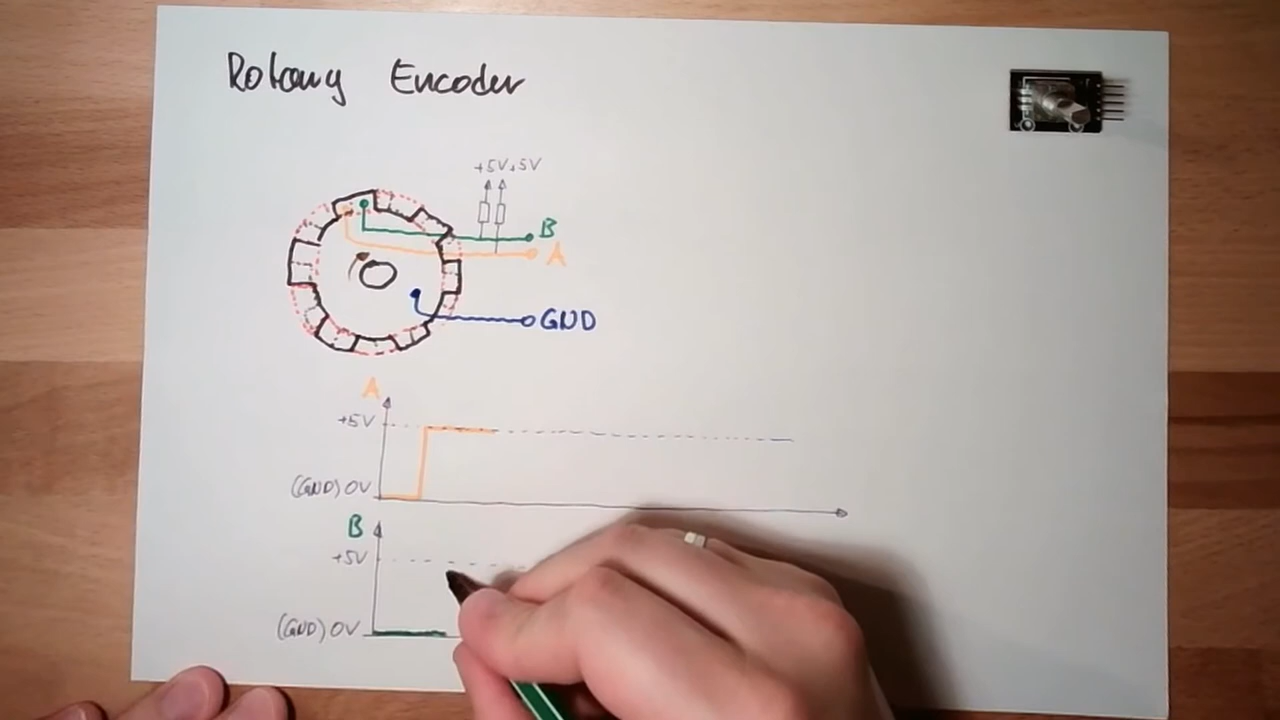 Rotary Encoder
+5V +5V
B
A
GND
A
+5V
(GND) 0V
B
+5V
(GND) 0V